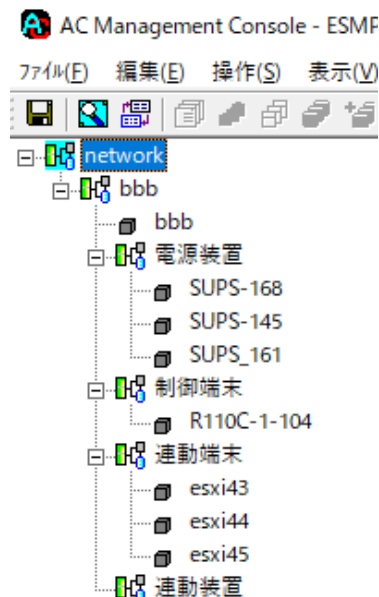 AC Management Console - ESMP
ファイル(F) 編集(E) 操作(S) 表示(V)
network
bbb
bbb
電源装置
SUPS-168
SUPS-145
SUPS_161
制御端末
R110C-1-104
連動端末
esxi43
esxi44
esxi45
連動装置